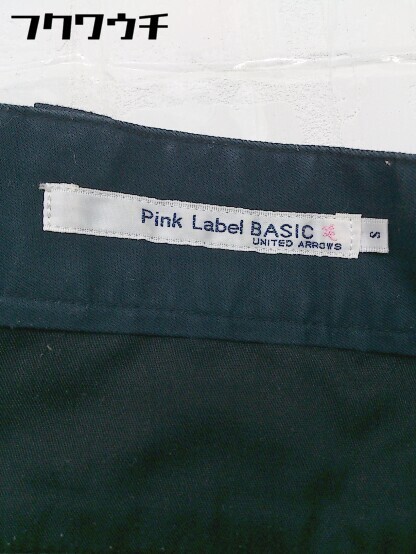 フクワウチ
Pink Label BASIC
UNITED ARROWS
S